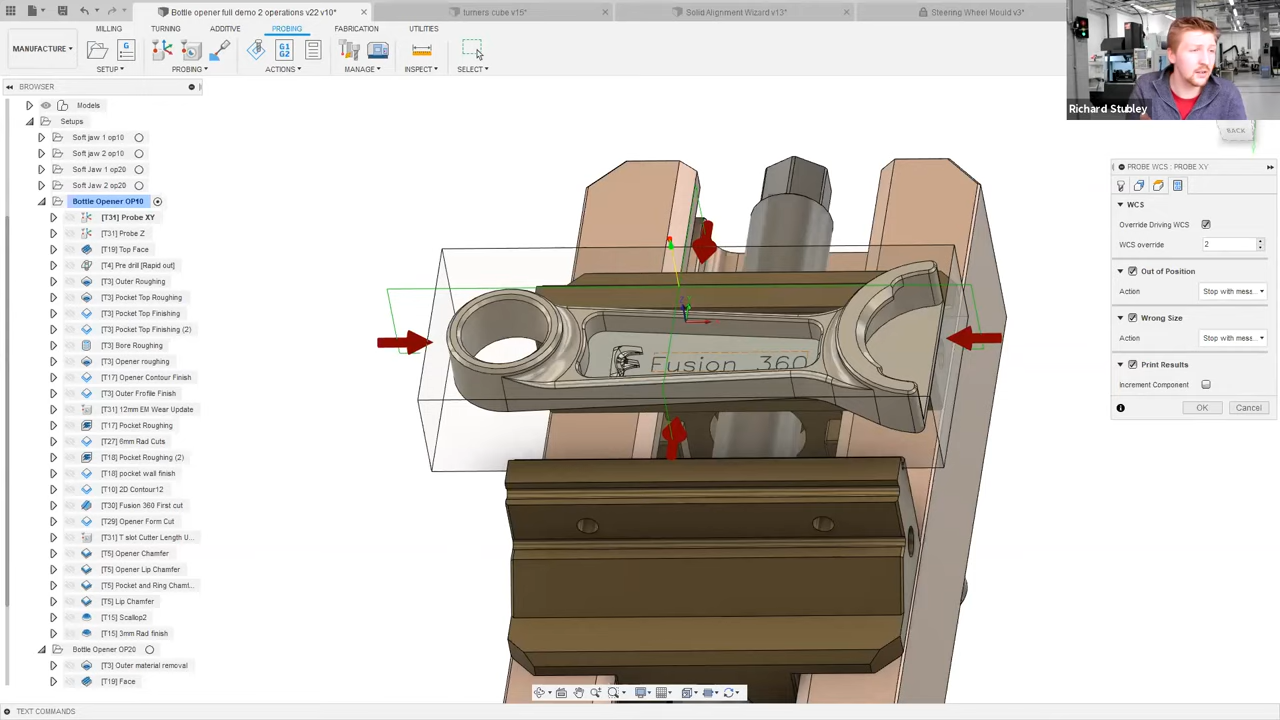 Bottle opener full demo 2 operations v22 v10*
turners cube v15*
Solid Alignment Wizard v13*
Steering Wheel Mould v3*
MILLING
TURNING
ADDITIVE
PROBING
FABRICATION
UTILITIES
MANUFACTURE
G1
G2
SETUP
PROBING
ACTIONS
MANAGE
INSPECT
SELECT
Richard Stubley
BACK
BROWSER
Models
Setups
Soft jaw 1 op10
Soft jaw 2 op10
Soft Jaw 1 op20
Soft Jaw 2 op20
Bottle Opener OP10
[T31] Probe XY
[T31] Probe Z
[T19] Top Face
[T4] Pre drill [Rapid out]
[T3] Outer Roughing
[T3] Pocket Top Roughing
[T3] Pocket Top Finishing
[T3] Pocket Top Finishing (2)
[T3] Bore Roughing
[T3] Opener roughing
[T17] Opener Contour Finish
[T3] Outer Frofile Finish
[T31] 12mm EM Wear Update
[T17] Pocket Roughing
[T27] 6mm Rad Cuts
[T18] Pocket Roughing (2)
[T18] pocket wall finish
[T10] 2D Contour12
[T30] Fusion 360 First cut
[T29] Opener Form Cut
[T31] T slot Cutter Length U...
[T5] Opener Chamfer
[T5] Opener Lip Chamfer
[T5] Pocket and Ring Chamf...
[T5] Lip Chamfer
[T15] Scallop2
[T15] 3mm Rad finish
Bottle Opener OP20
[T3] Outer material removal
[T19] Face
Fusion 360
PROBE WCS : PROBE XY
WCS
Override Driving WCS
WCS override 2
Out of Position
Action Stop with mess...
Wrong Size
Action Stop with mess...
Print Results
Increment Component
OK Cancel
TEXT COMMANDS